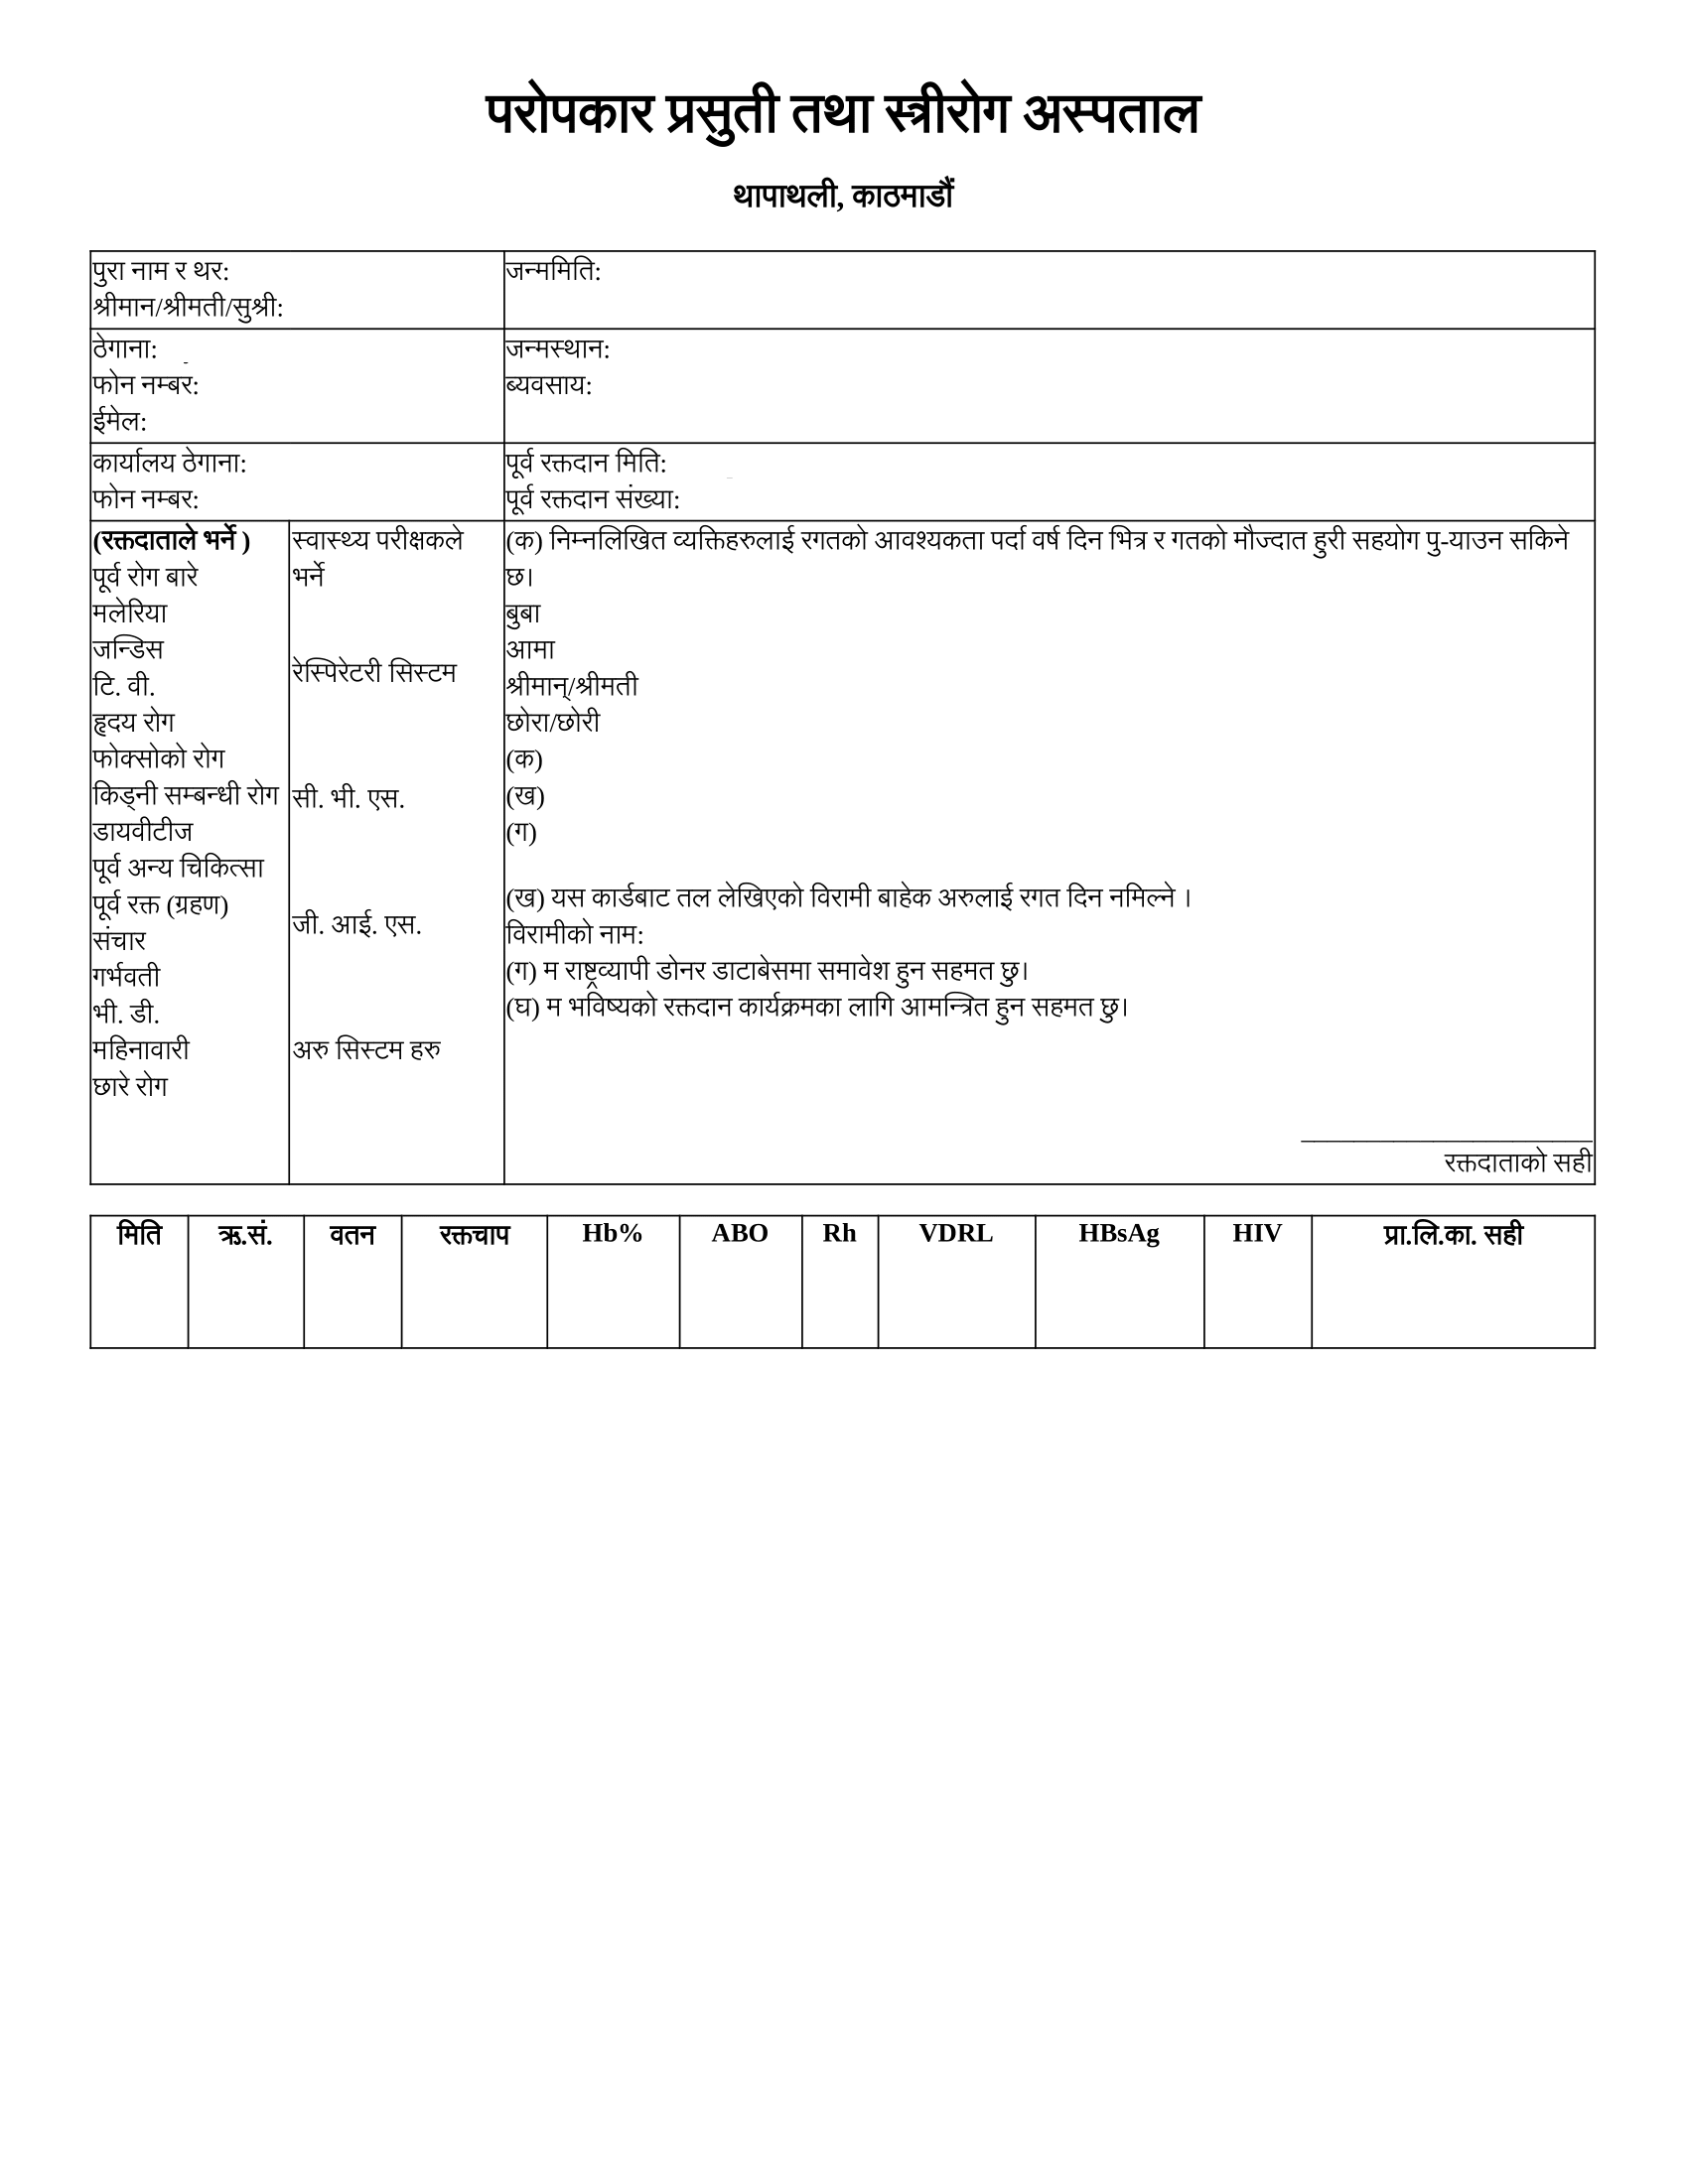 परोपकार प्रसुती तथा स्त्रीरोग अस्पताल
थापाथली, काठमाडौं
पुरा नाम र थर:
श्रीमान/श्रीमती/सुश्री:
जन्ममिति:
ठेगाना:
फोन नम्बर:
ईमेल:
जन्मस्थान:
ब्यवसाय:
कार्यालय ठेगाना:
फोन नम्बर:
पूर्व रक्तदान मिति:
पूर्व रक्तदान संख्या:
(रक्तदाताले भर्ने )
पूर्व रोग बारे
मलेरिया
जन्डिस
टि. वी.
हृदय रोग
फोक्सोको रोग
किड्नी सम्बन्धी रोग
डायवीटीज
पूर्व अन्य चिकित्सा
पूर्व रक्त (ग्रहण)
संचार
गर्भवती
भी. डी.
महिनावारी
छारे रोग
स्वास्थ्य परीक्षकले
भर्ने
रेस्पिरेटरी सिस्टम
सी. भी. एस.
जी. आई. एस.
अरु सिस्टम हरु
(क) निम्नलिखित व्यक्तिहरुलाई रगतको आवश्यकता पर्दा वर्ष दिन भित्र र गतको मौज्दात हुरी सहयोग पु-याउन सकिने
छ।
बुबा
आमा
श्रीमान्/श्रीमती
छोरा/छोरी
(क)
(ख)
(ग)
(ख) यस कार्डबाट तल लेखिएको विरामी बाहेक अरुलाई रगत दिन नमिल्ने ।
विरामीको नाम:
(ग) म राष्ट्रव्यापी डोनर डाटाबेसमा समावेश हुन सहमत छु।
(घ) म भविष्यको रक्तदान कार्यक्रमका लागि आमन्त्रित हुन सहमत छु।
रक्तदाताको सही
मिति ऋ.सं. वतन रक्तचाप Hb% ABO Rh VDRL HBsAg HIV प्रा.लि.का. सही